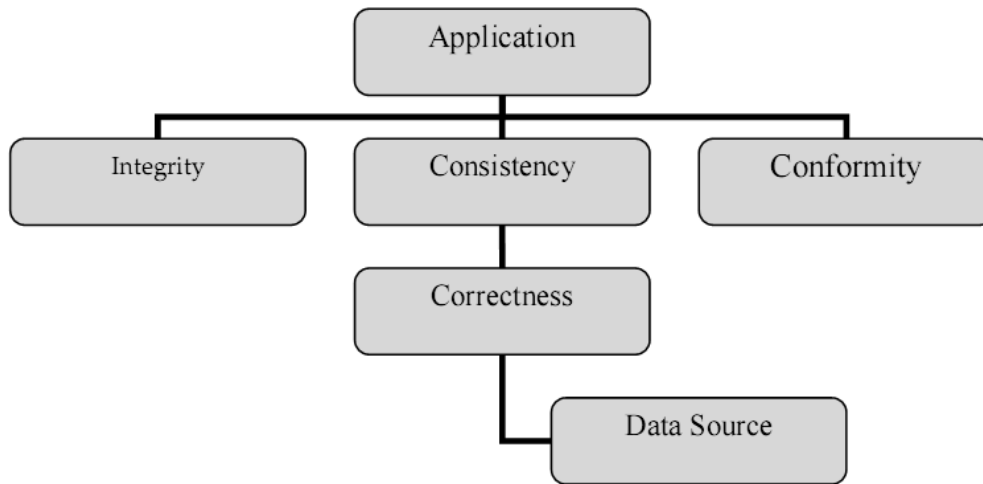 Application
Integrity
Consistency
Conformity
Correctness
Data Source